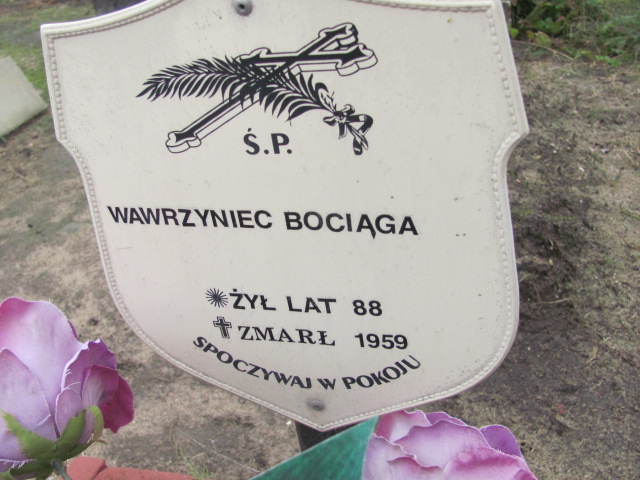 Ś.P.
WAWRZYNIEC BOCIĄGA
ŻYŁ LAT 88
ZMARŁ 1959
SPOCZYWAJ W POKOJU